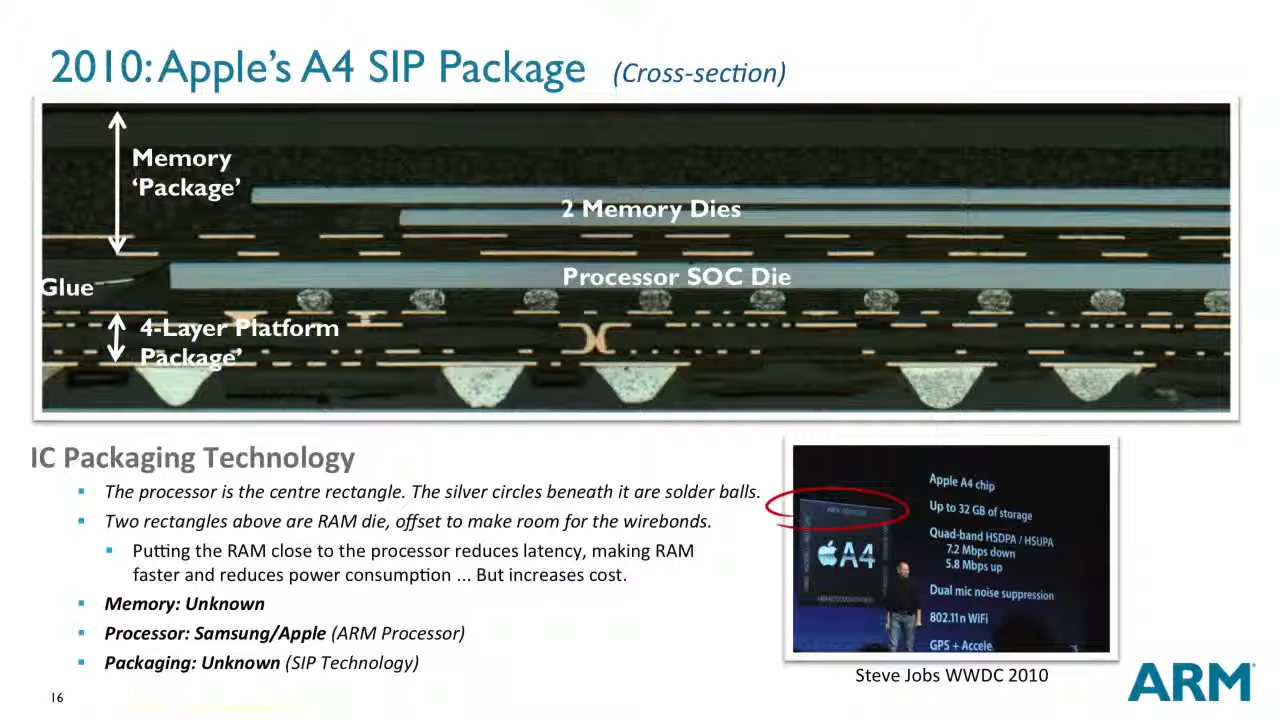 2010: Apple's A4 SIP Package (Cross-section)
Memory
'Package'
2 Memory Dies
Processor SOC Die
Glue
4-Layer Platform
Package'
IC Packaging Technology
The processor is the centre rectangle. The silver circles beneath it are solder balls.
Two rectangles above are RAM die, offset to make room for the wirebonds.
Putting the RAM close to the processor reduces latency, making RAM
faster and reduces power consumption ... But increases cost.
Memory: Unknown
Processor: Samsung/Apple (ARM Processor)
Packaging: Unknown (SIP Technology)
Apple A4 chip
Up to 32 GB of storage
Quad-band HSDPA / HSUPA
7.2 Mbps down
5.8 Mbps up
Dual mic noise suppression
802.11n WiFi
GPS + Accele
A4
Steve Jobs WWDC 2010
16
ARM